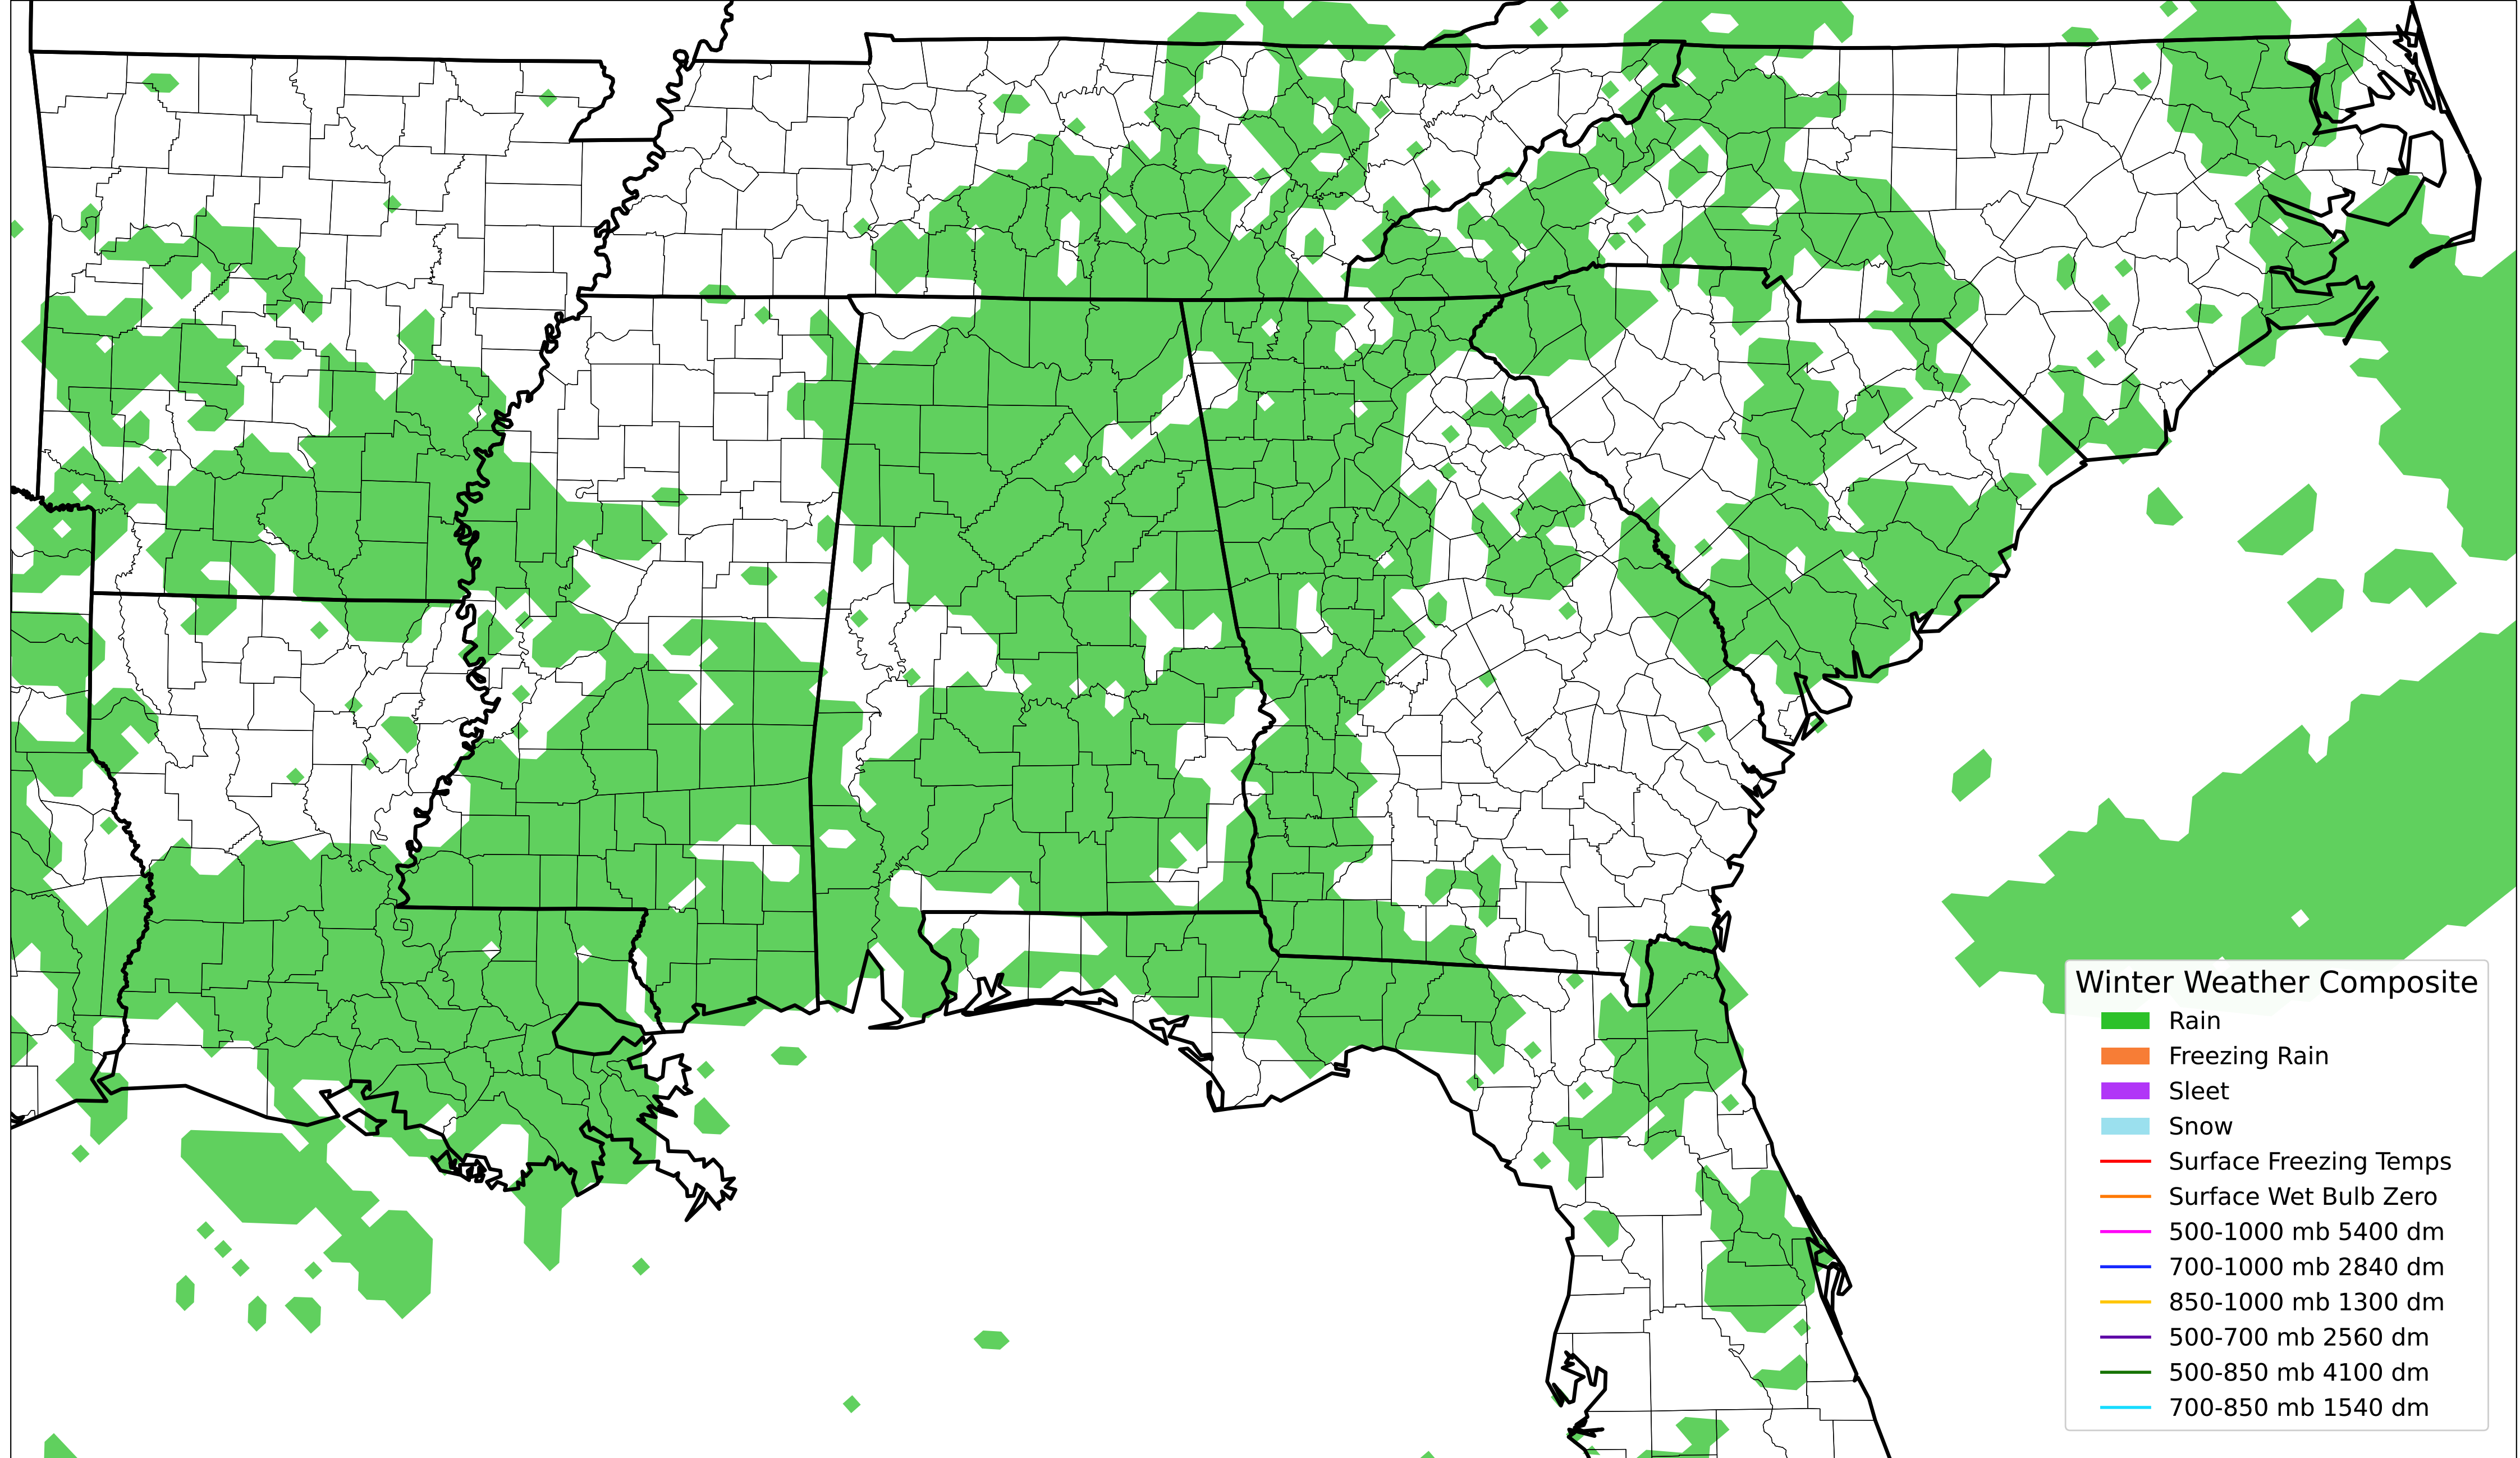 Winter Weather Composite
Rain
Freezing Rain
Sleet
Snow
Surface Freezing Temps
Surface Wet Bulb Zero
500-1000 mb 5400 dm
700-1000 mb 2840 dm
850-1000 mb 1300 dm
500-700 mb 2560 dm
500-850 mb 4100 dm
700-850 mb 1540 dm